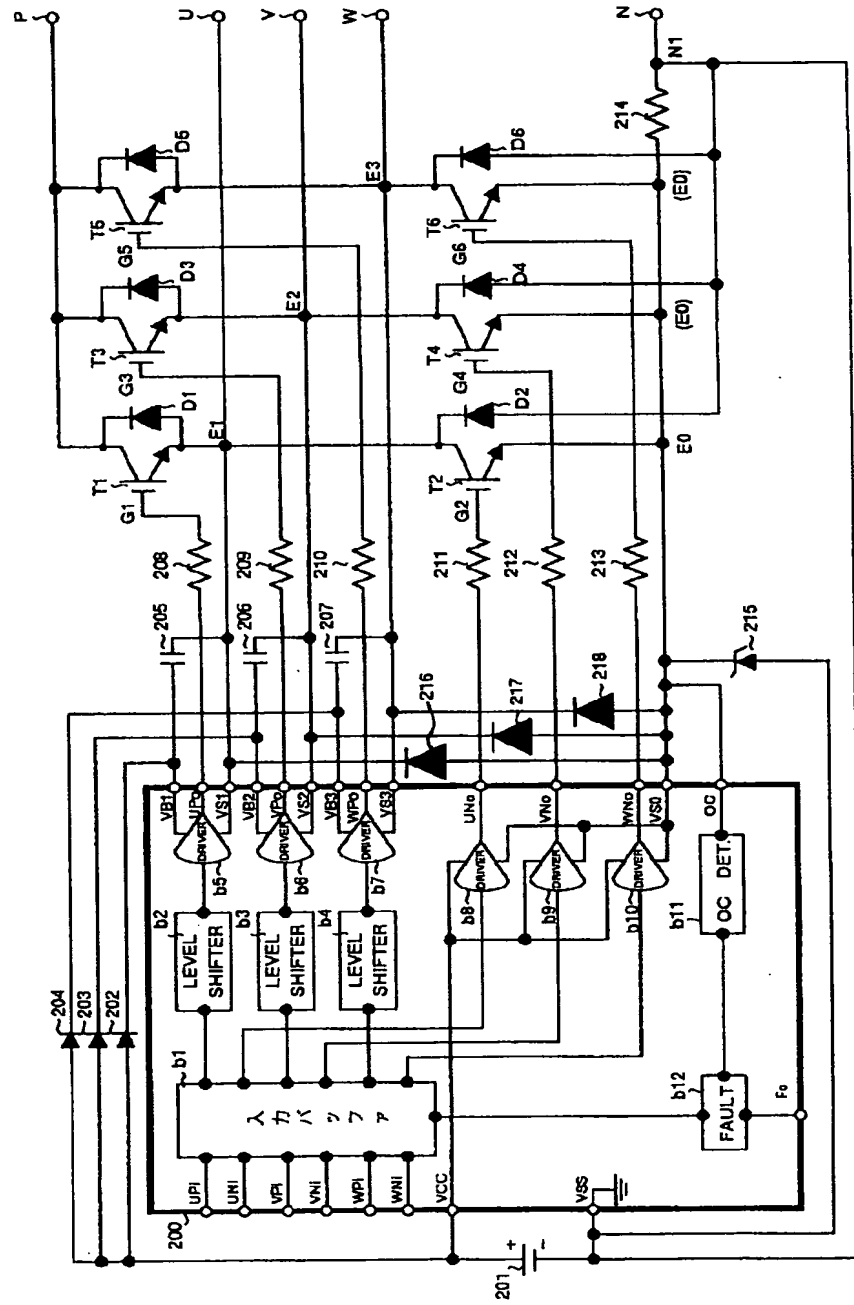 P
U
V
W
N
N1
214
D5
T5
G5
E3
D6
T6
G6
(E0)
D3
T3
G3
E2
D4
T4
G4
(E0)
D1
T1
G1
E1
D2
T2
G2
E0
208
209
210
211
212
213
205
206
207
215
216
217
218
204
203
202
VB1
UPo
VS1
VB2
VPo
VS2
VB3
WPo
VS3
UNo
VNo
WNo
VS0
OC
DRIVER
b5
DRIVER
b6
DRIVER
b7
DRIVER
b8
DRIVER
b9
DRIVER
b10
b2
LEVEL
SHIFTER
b3
LEVEL
SHIFTER
b4
LEVEL
SHIFTER
b11
OC DET.
b1
入力バッファ
b12
FAULT
Fo
UPi
UNi
VPi
VNi
WPi
WNi
VCC
VSS
200
201
+
-